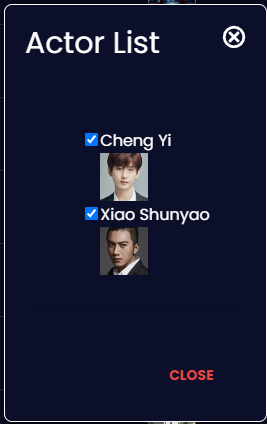 Actor List
Cheng Yi
Xiao Shunyao
CLOSE